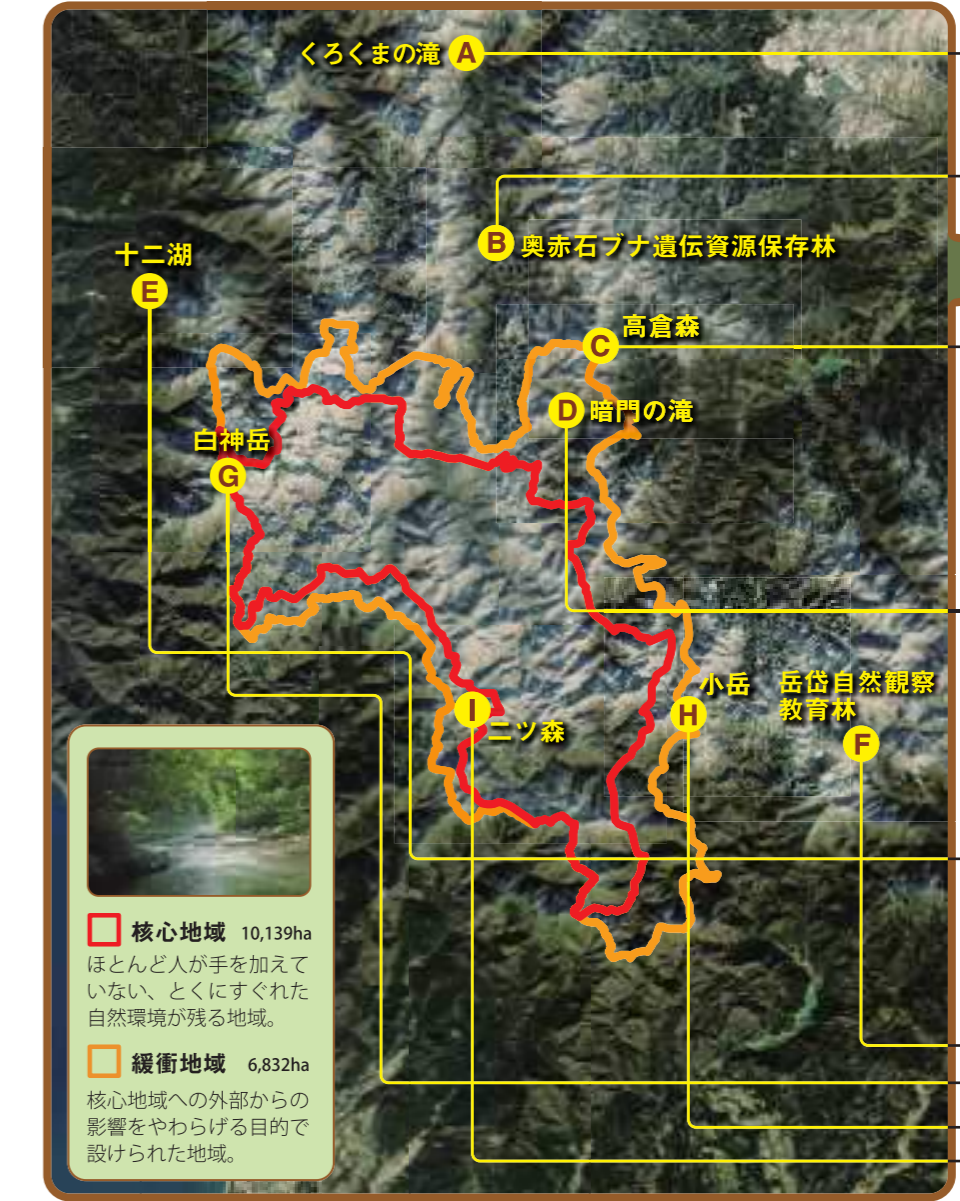 くろくまの滝 A
B 奥赤石ブナ遺伝資源保存林
十二湖
E
高倉森
C
D 暗門の滝
白神岳
G
小岳
H
岳岱自然観察
教育林
F
I
二ツ森
核心地域 10,139ha
ほとんど人が手を加えて
いない、とくにすぐれた
自然環境が残る地域。
緩衝地域 6,832ha
核心地域への外部からの
影響をやわらげる目的で
設けられた地域。